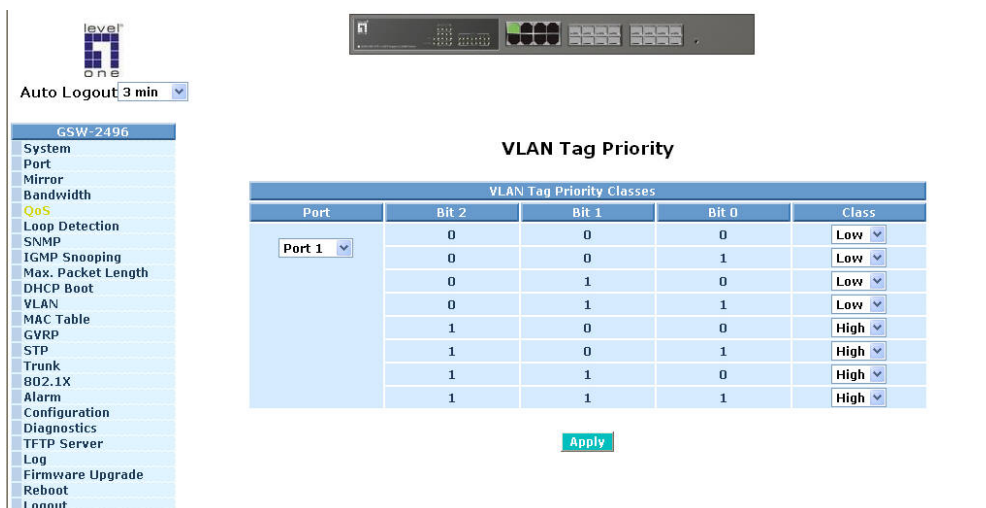 level
one
Auto Logout 3 min
GSW-2496
System
Port
Mirror
Bandwidth
QoS
Loop Detection
SNMP
IGMP Snooping
Max. Packet Length
DHCP Boot
VLAN
MAC Table
GVRP
STP
Trunk
802.1X
Alarm
Configuration
Diagnostics
TFTP Server
Log
Firmware Upgrade
Reboot
Logout
VLAN Tag Priority
VLAN Tag Priority Classes
Port Bit 2 Bit 1 Bit 0 Class
Port 1 0 0 0 Low
0 0 1 Low
0 1 0 Low
0 1 1 Low
1 0 0 High
1 0 1 High
1 1 0 High
1 1 1 High
Apply